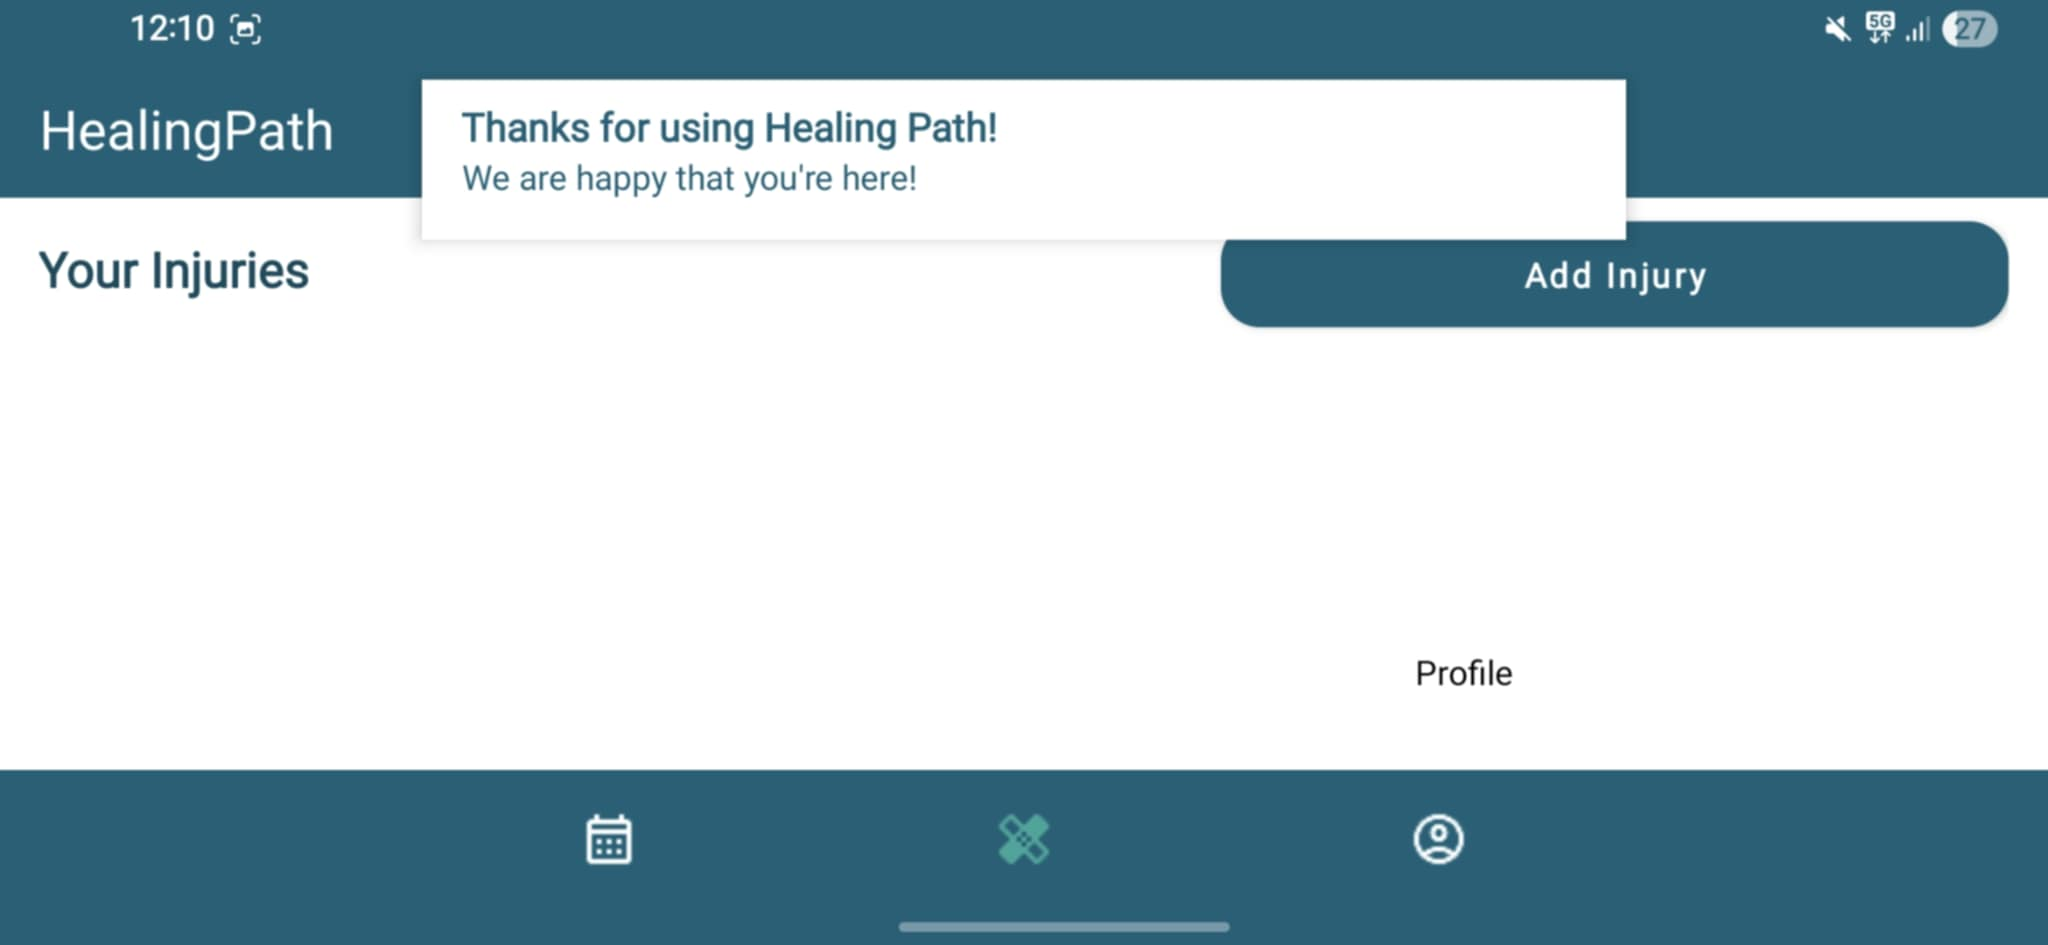 12:10
5G
27
HealingPath
Thanks for using Healing Path!
We are happy that you're here!
Your Injuries
Add Injury
Profile